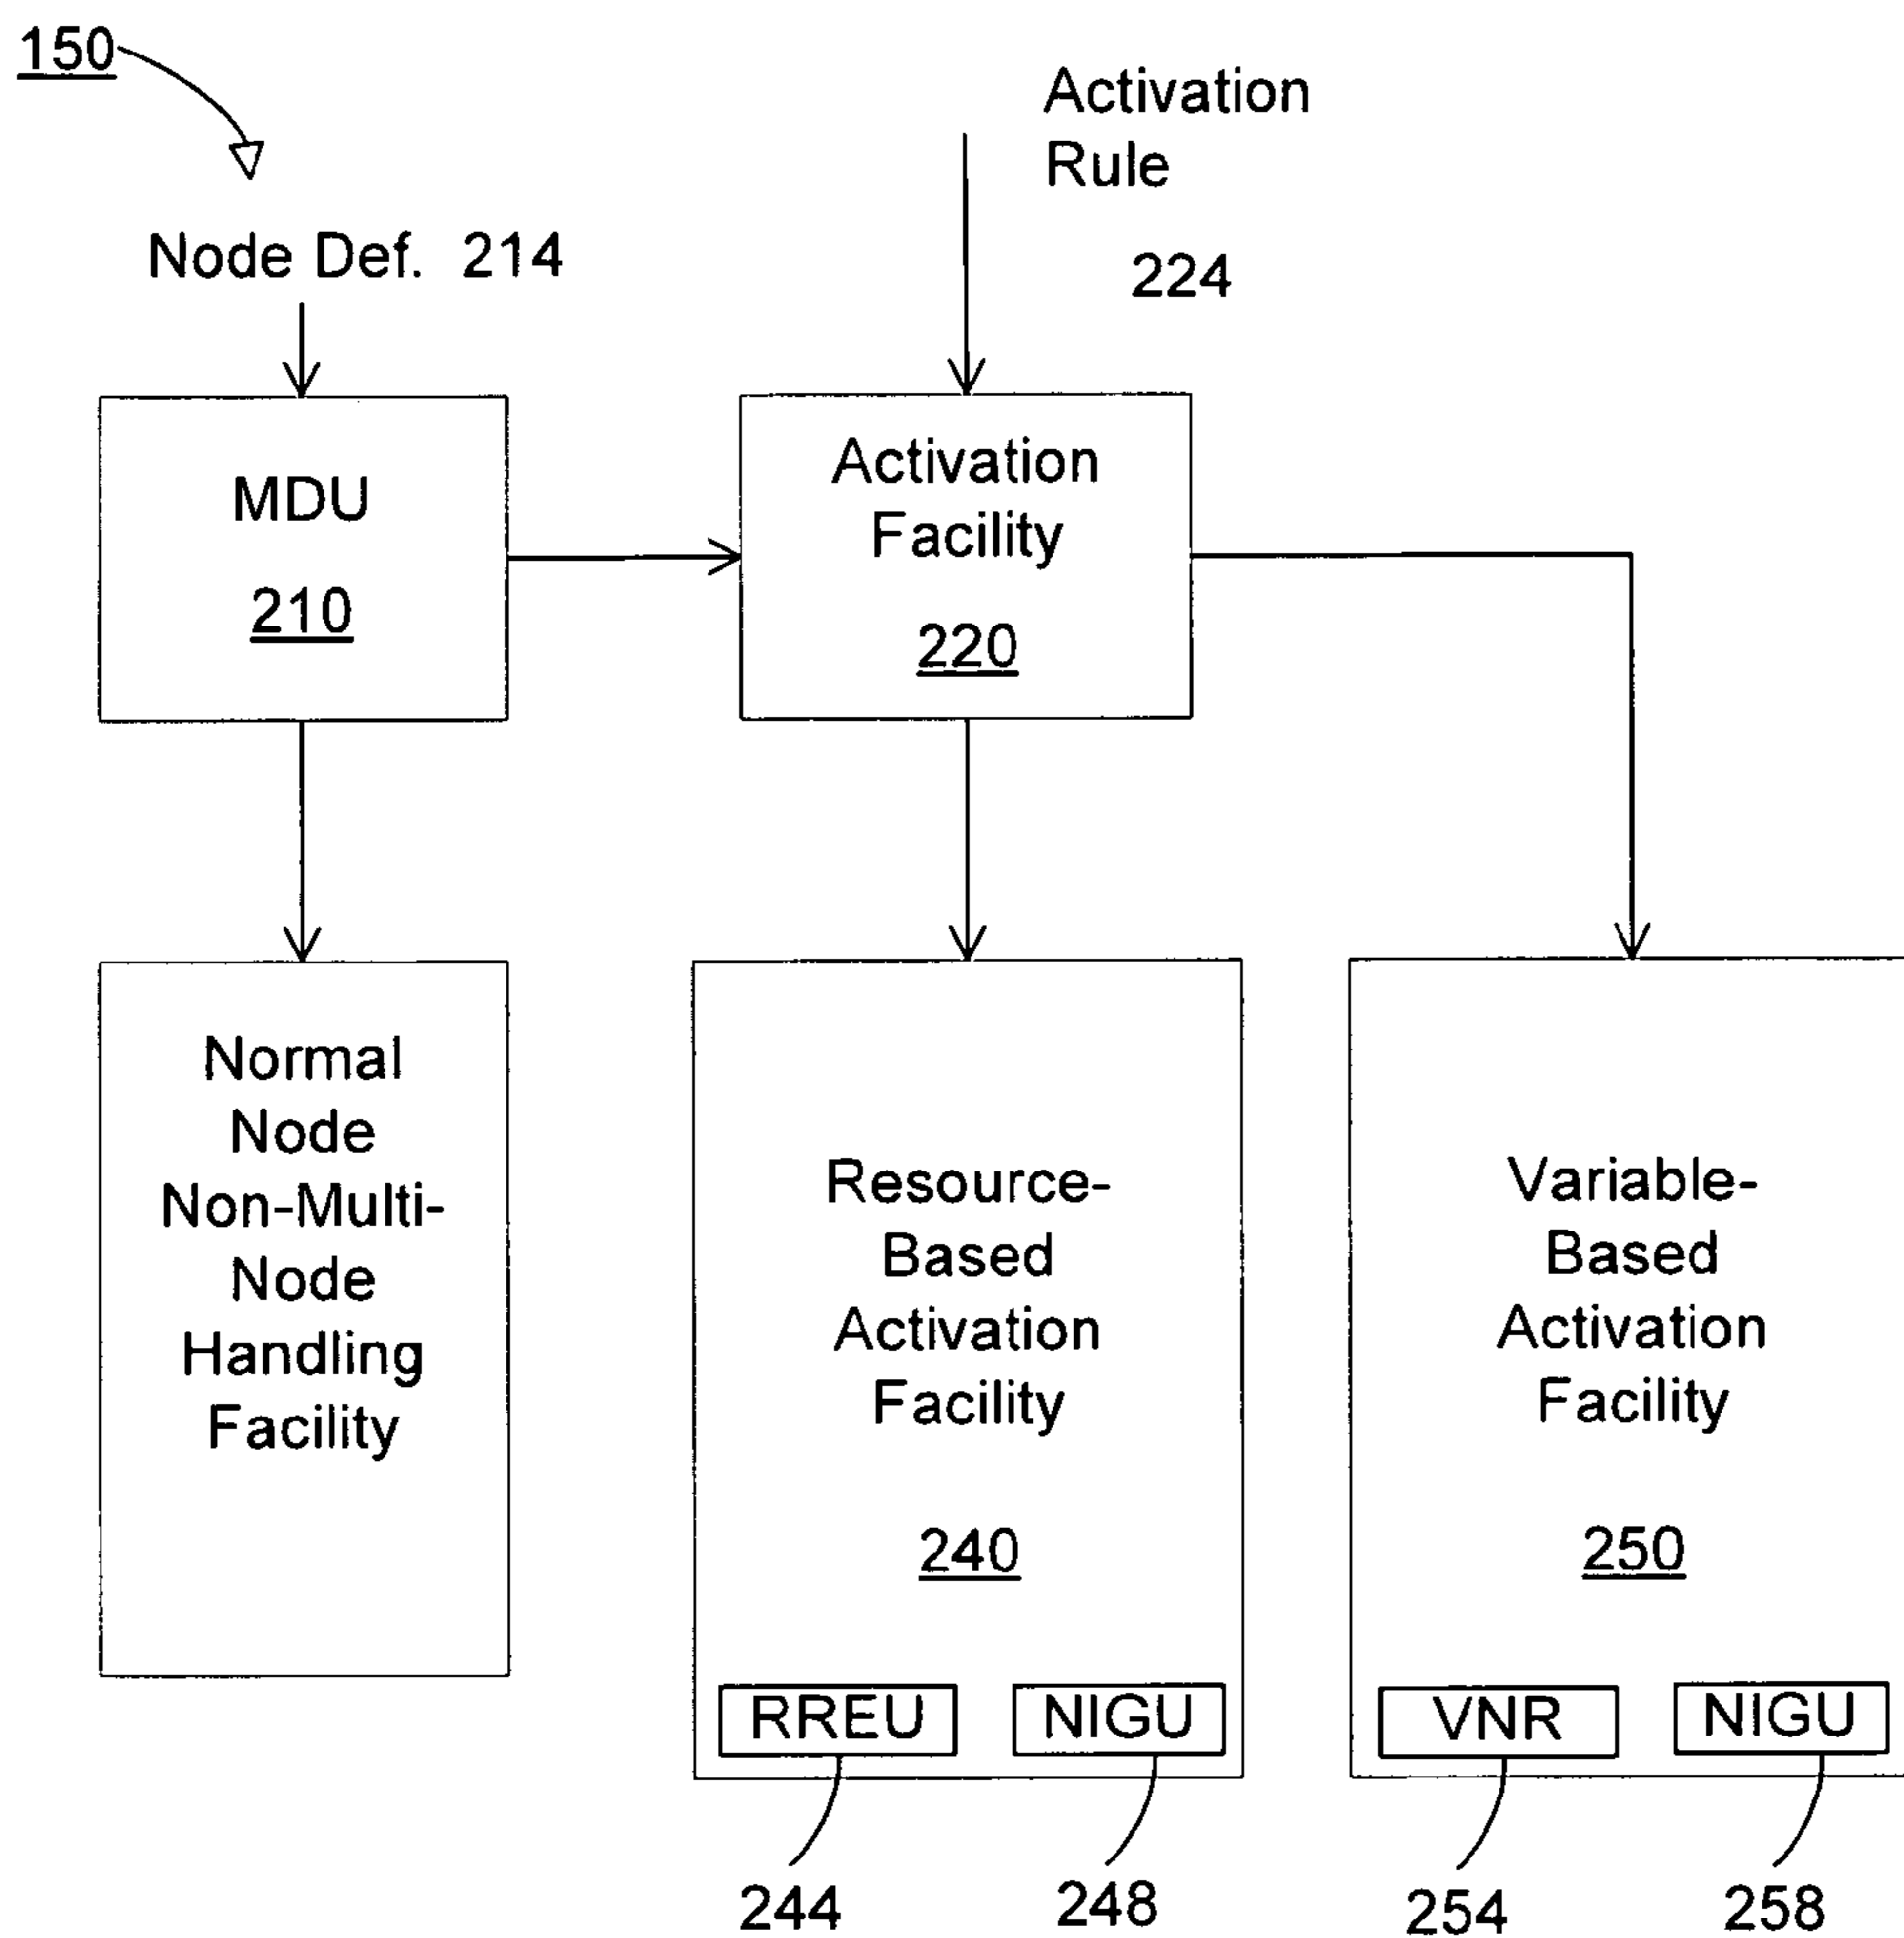 150
Activation
Rule
224
Node Def. 214
MDU
210
Activation
Facility
220
Normal
Node
Non-Multi-
Node
Handling
Facility
Resource-
Based
Activation
Facility
240
RREU
NIGU
244
248
Variable-
Based
Activation
Facility
250
VNR
NIGU
254
258